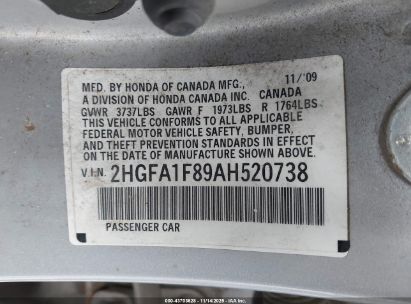 MFD. BY HONDA OF CANADA MFG., 11/'09
A DIVISION OF HONDA CANADA INC. CANADA
GVWR 3737LBS GAWR F 1973LBS R 1764LBS
THIS VEHICLE CONFORMS TO ALL APPLICABLE
FEDERAL MOTOR VEHICLE SAFETY, BUMPER,
AND THEFT PREVENTION STANDARDS IN EFFECT
ON THE DATE OF MANUFACTURE SHOWN ABOVE.
V.I.N. 2HGFA1F89AH520738
PASSENGER CAR